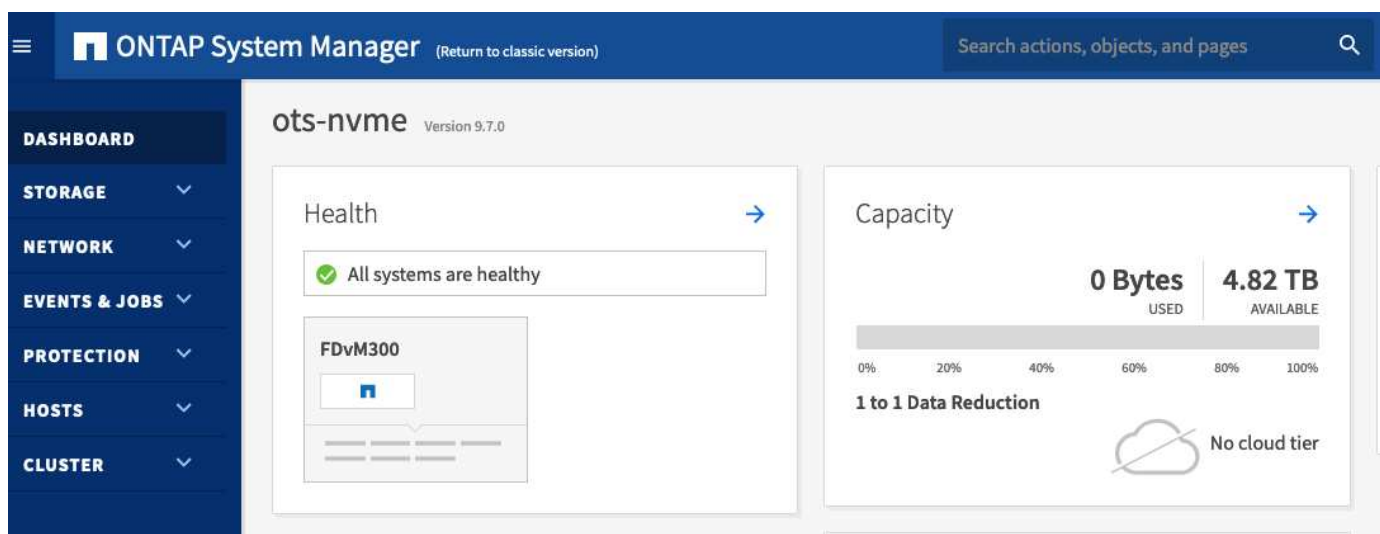 ONTAP System Manager (Return to classic version)
Search actions, objects, and pages
DASHBOARD
STORAGE
NETWORK
EVENTS & JOBS
PROTECTION
HOSTS
CLUSTER
ots-nvme Version 9.7.0
Health
All systems are healthy
FDvM300
Capacity
0 Bytes 4.82 TB
USED AVAILABLE
0% 20% 40% 60% 80% 100%
1 to 1 Data Reduction
No cloud tier